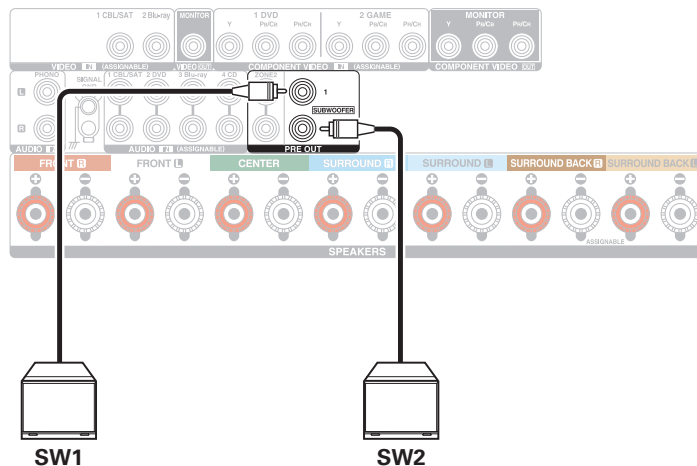 1 CBL/SAT 2 Blu-ray MONITOR 1 DVD 2 GAME MONITOR
Y PB/CB PR/CR Y PB/CB PR/CR Y PB/CB PR/CR
VIDEO IN (ASSIGNABLE) VIDEO OUT COMPONENT VIDEO IN (ASSIGNABLE) COMPONENT VIDEO OUT
PHONO SIGNAL 1 CBL/SAT 2 DVD 3 Blu-ray 4 CD ZONE2
L 1
SUBWOOFER
R
AUDIO IN AUDIO IN (ASSIGNABLE) PRE OUT
FRONT R FRONT L CENTER SURROUND R SURROUND L SURROUND BACK R SURROUND BACK L
+ − + − + − + − + − + − + −
ASSIGNABLE
SPEAKERS
SW1 SW2